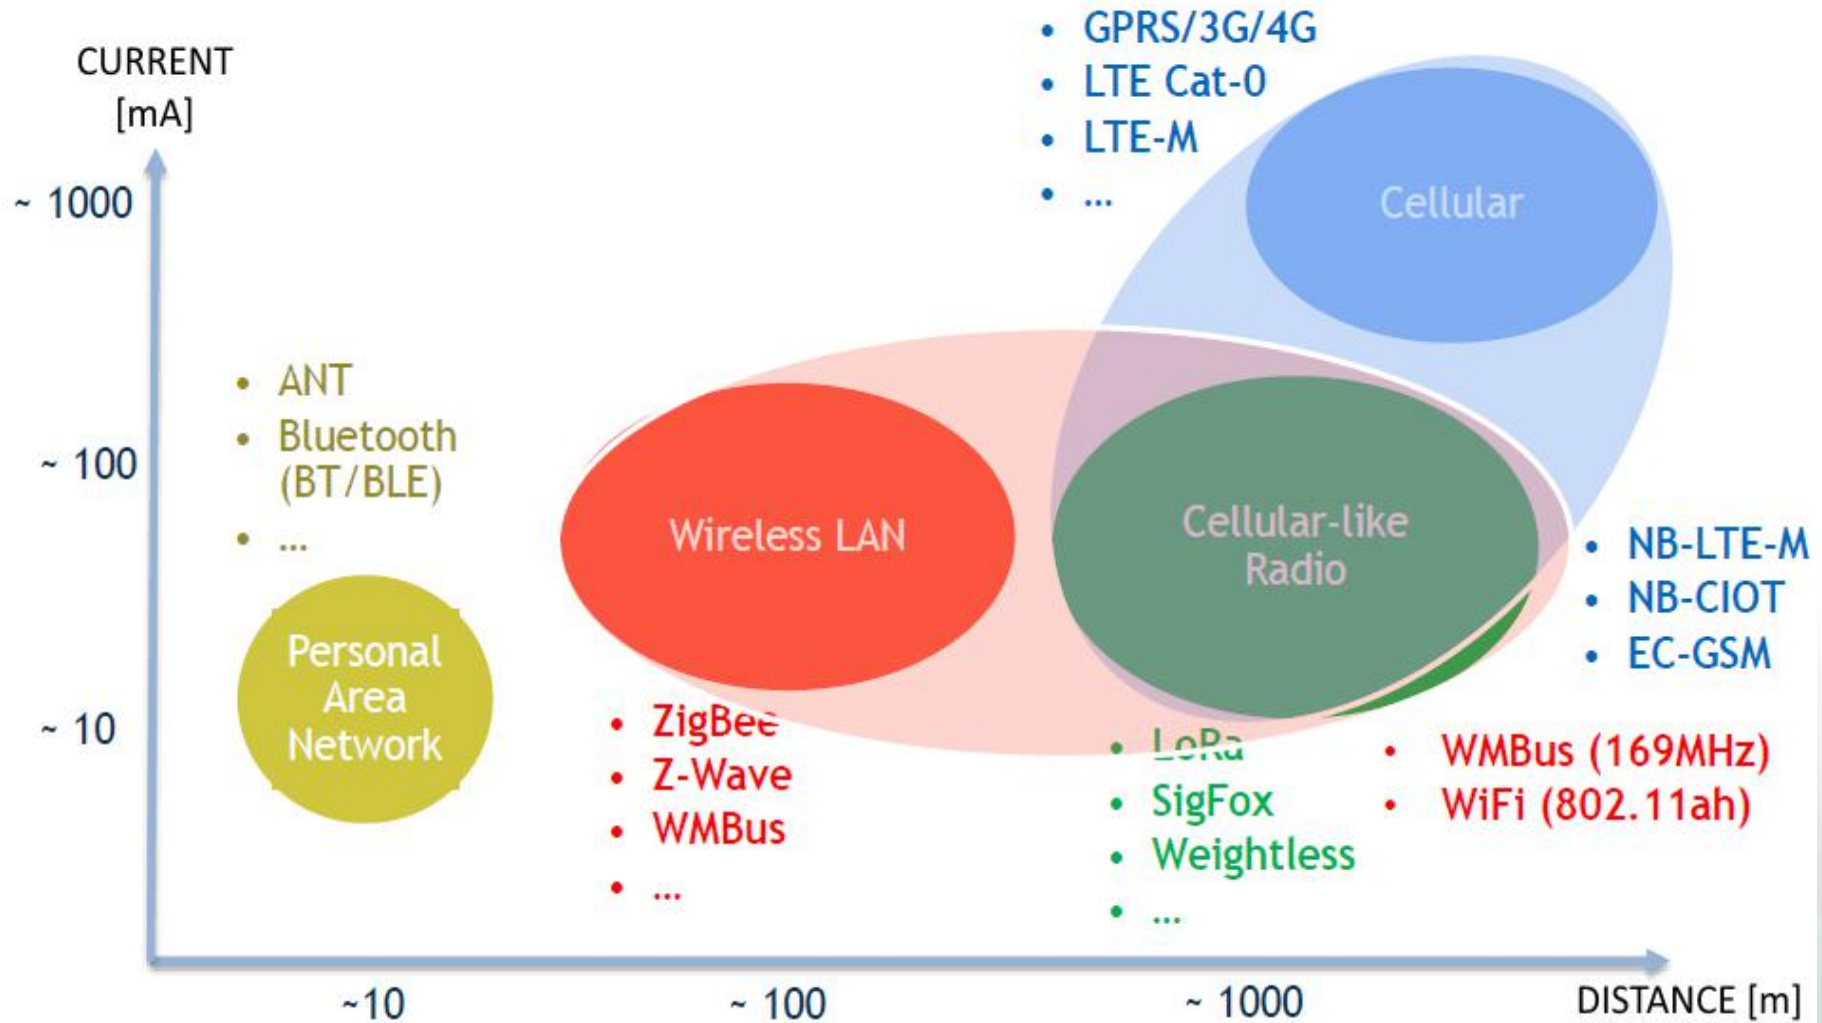 CURRENT
[mA]
~ 1000
~ 100
~ 10
• GPRS/3G/4G
• LTE Cat-0
• LTE-M
• ...
Cellular
• ANT
• Bluetooth
(BT/BLE)
• ...
Personal
Area
Network
Wireless LAN
• ZigBee
• Z-Wave
• WMBus
• ...
Cellular-like
Radio
• LoRa
• SigFox
• Weightless
• ...
• NB-LTE-M
• NB-CIOT
• EC-GSM
• WMBus (169MHz)
• WiFi (802.11ah)
~10
~ 100
~ 1000
DISTANCE [m]